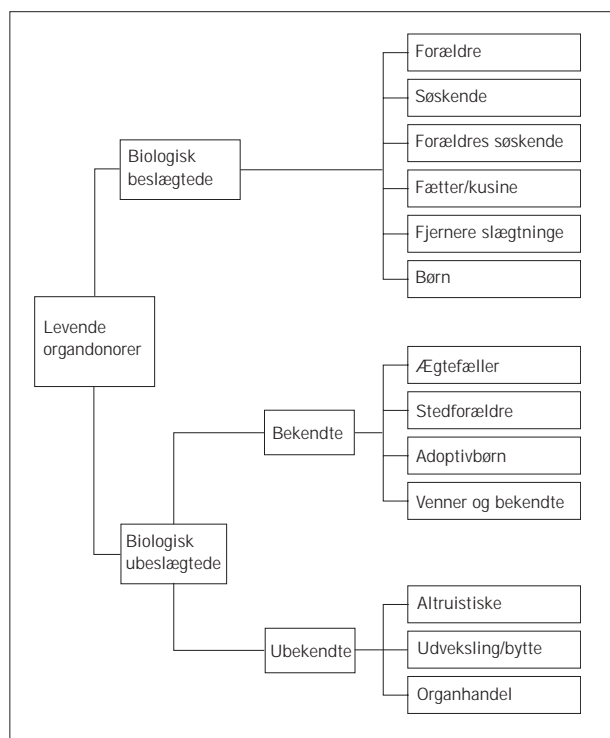 Forældre
Søskende
Forældres søskende
Fætter/kusine
Fjernere slægtninge
Børn
Biologisk
beslægtede
Levende
organdonorer
Ægtefæller
Stedforældre
Adoptivbørn
Venner og bekendte
Bekendte
Biologisk
ubeslægtede
Ubekendte
Altruistiske
Udveksling/bytte
Organhandel